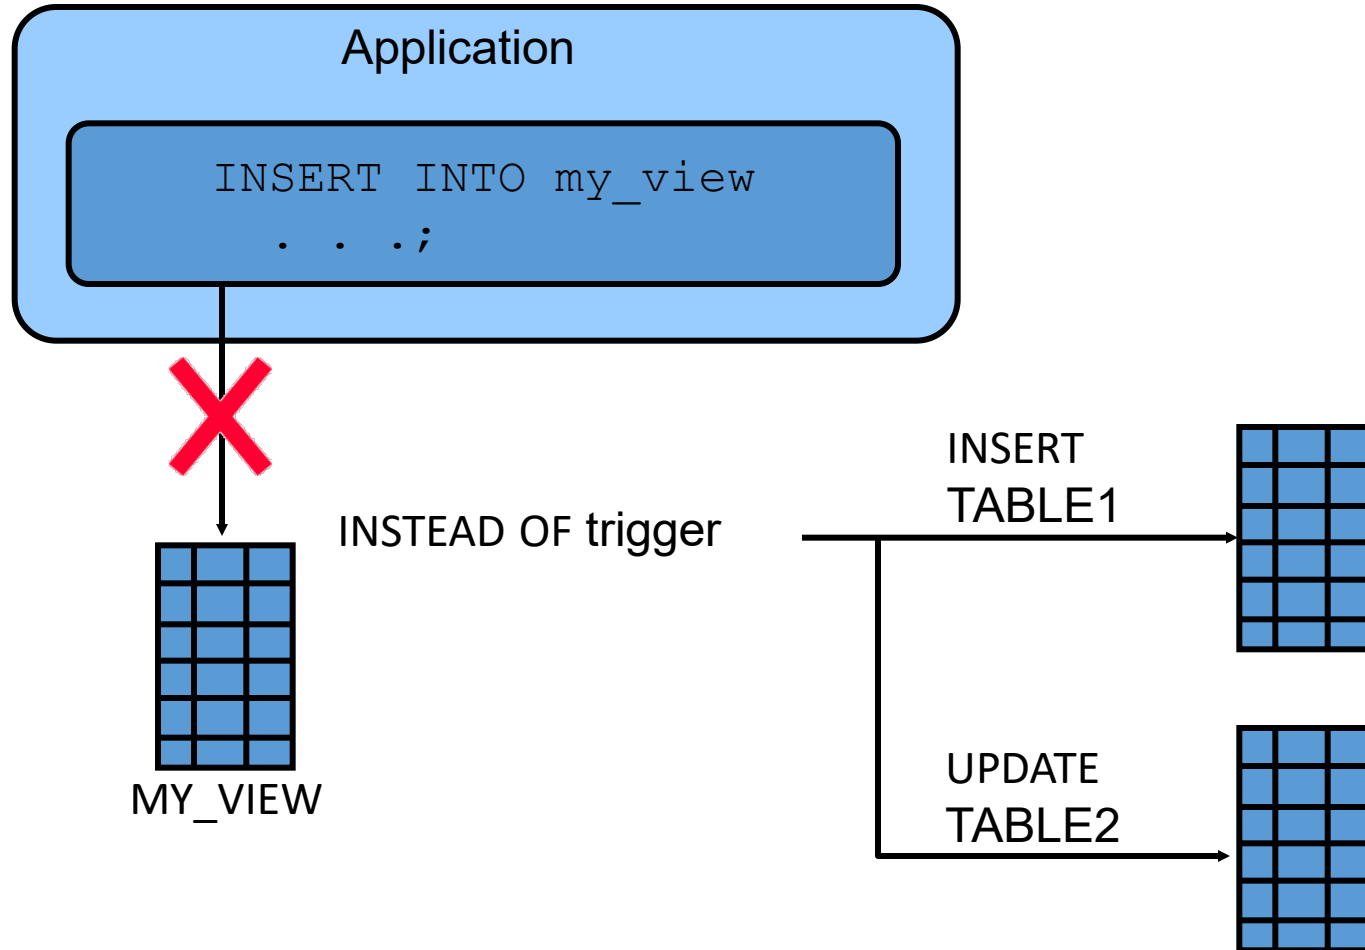 Application
INSERT INTO my_view
. . .;
INSTEAD OF trigger
INSERT
TABLE1
MY_VIEW
UPDATE
TABLE2